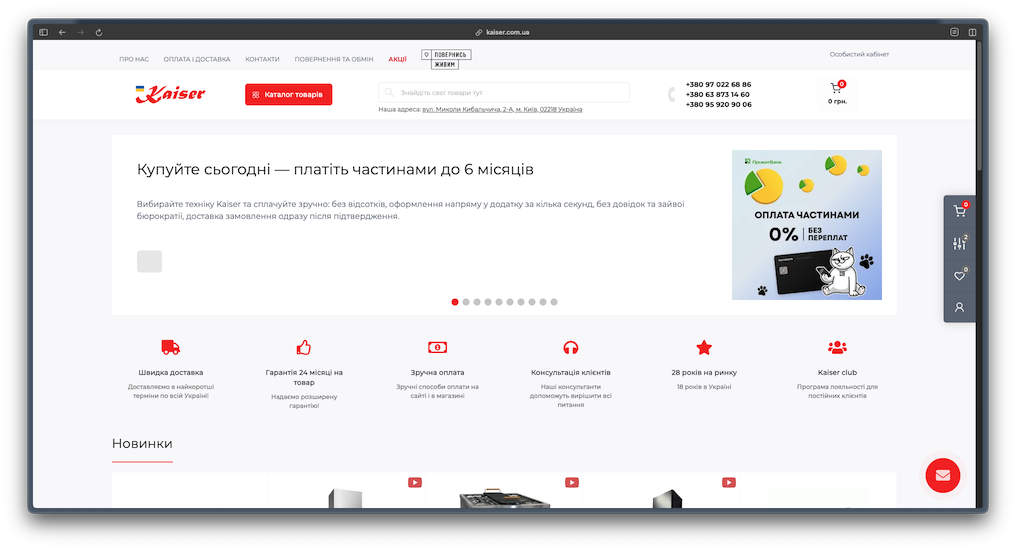 kaiser.com.ua
ПРО НАС ОПЛАТА І ДОСТАВКА КОНТАКТИ ПОВЕРНЕННЯ ТА ОБМІН АКЦІЇ ПОВЕРНИСЬ ЖИВИМ Особистий кабінет
Kaiser
Каталог товарів
Знайдіть свої товари тут
Наша адреса: вул. Миколи Кибальчича, 2-А, м. Київ, 02218 Україна
+380 97 022 68 86
+380 63 873 14 60
+380 95 920 90 06
0
0 грн.
Купуйте сьогодні — платіть частинами до 6 місяців
Вибирайте техніку Kaiser та сплачуйте зручно: без відсотків, оформлення напряму у додатку за кілька секунд, без довідок та зайвої
бюрократії, доставка замовлення одразу після підтвердження.
ПриватБанк
ОПЛАТА ЧАСТИНАМИ
0% БЕЗ ПЕРЕПЛАТ
0
2
0
Швидка доставка
Доставляємо в найкоротші
терміни по всій Україні!
Гарантія 24 місяці на
товар
Надаємо розширену
гарантію!
Зручна оплата
Зручні способи оплати на
сайті і в магазині
Консультація клієнтів
Наші консультанти
допоможуть вирішити всі
питання
28 років на ринку
18 років в Україні
Kaiser club
Програма лояльності для
постійних клієнтів
Новинки